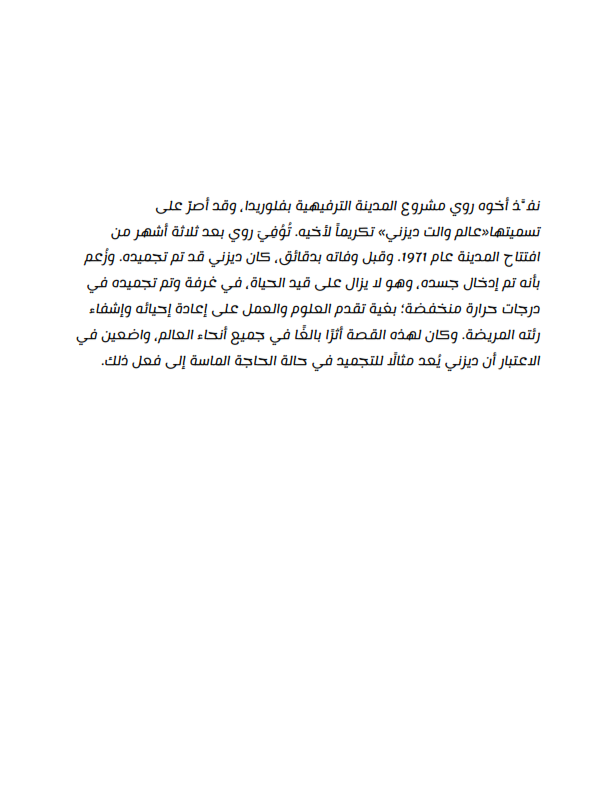 نفَّذ أخوه روي مشروع المدينة الترفيهية بفلوريدا، وقد أصرّ على
تسميتها«عالم والت ديزني» تكريماً لأخيه. تُوُفِيَ روي بعد ثلاثة أشهر من
افتتاح المدينة عام 1971. وقبل وفاته بدقائق، كان ديزني قد تم تجميده. وزُعم
بأنه تم إدخال جسده، وهو لا يزال على قيد الحياة، في غرفة وتم تجميده في
درجات حرارة منخفضة؛ بغية تقدم العلوم والعمل على إعادة إحيائه وإشفاء
رئته المريضة. وكان لهذه القصة أثرًا بالغًا في جميع أنحاء العالم، واضعين في
الاعتبار أن ديزني يُعد مثالًا للتجميد في حالة الحاجة الماسة إلى فعل ذلك.